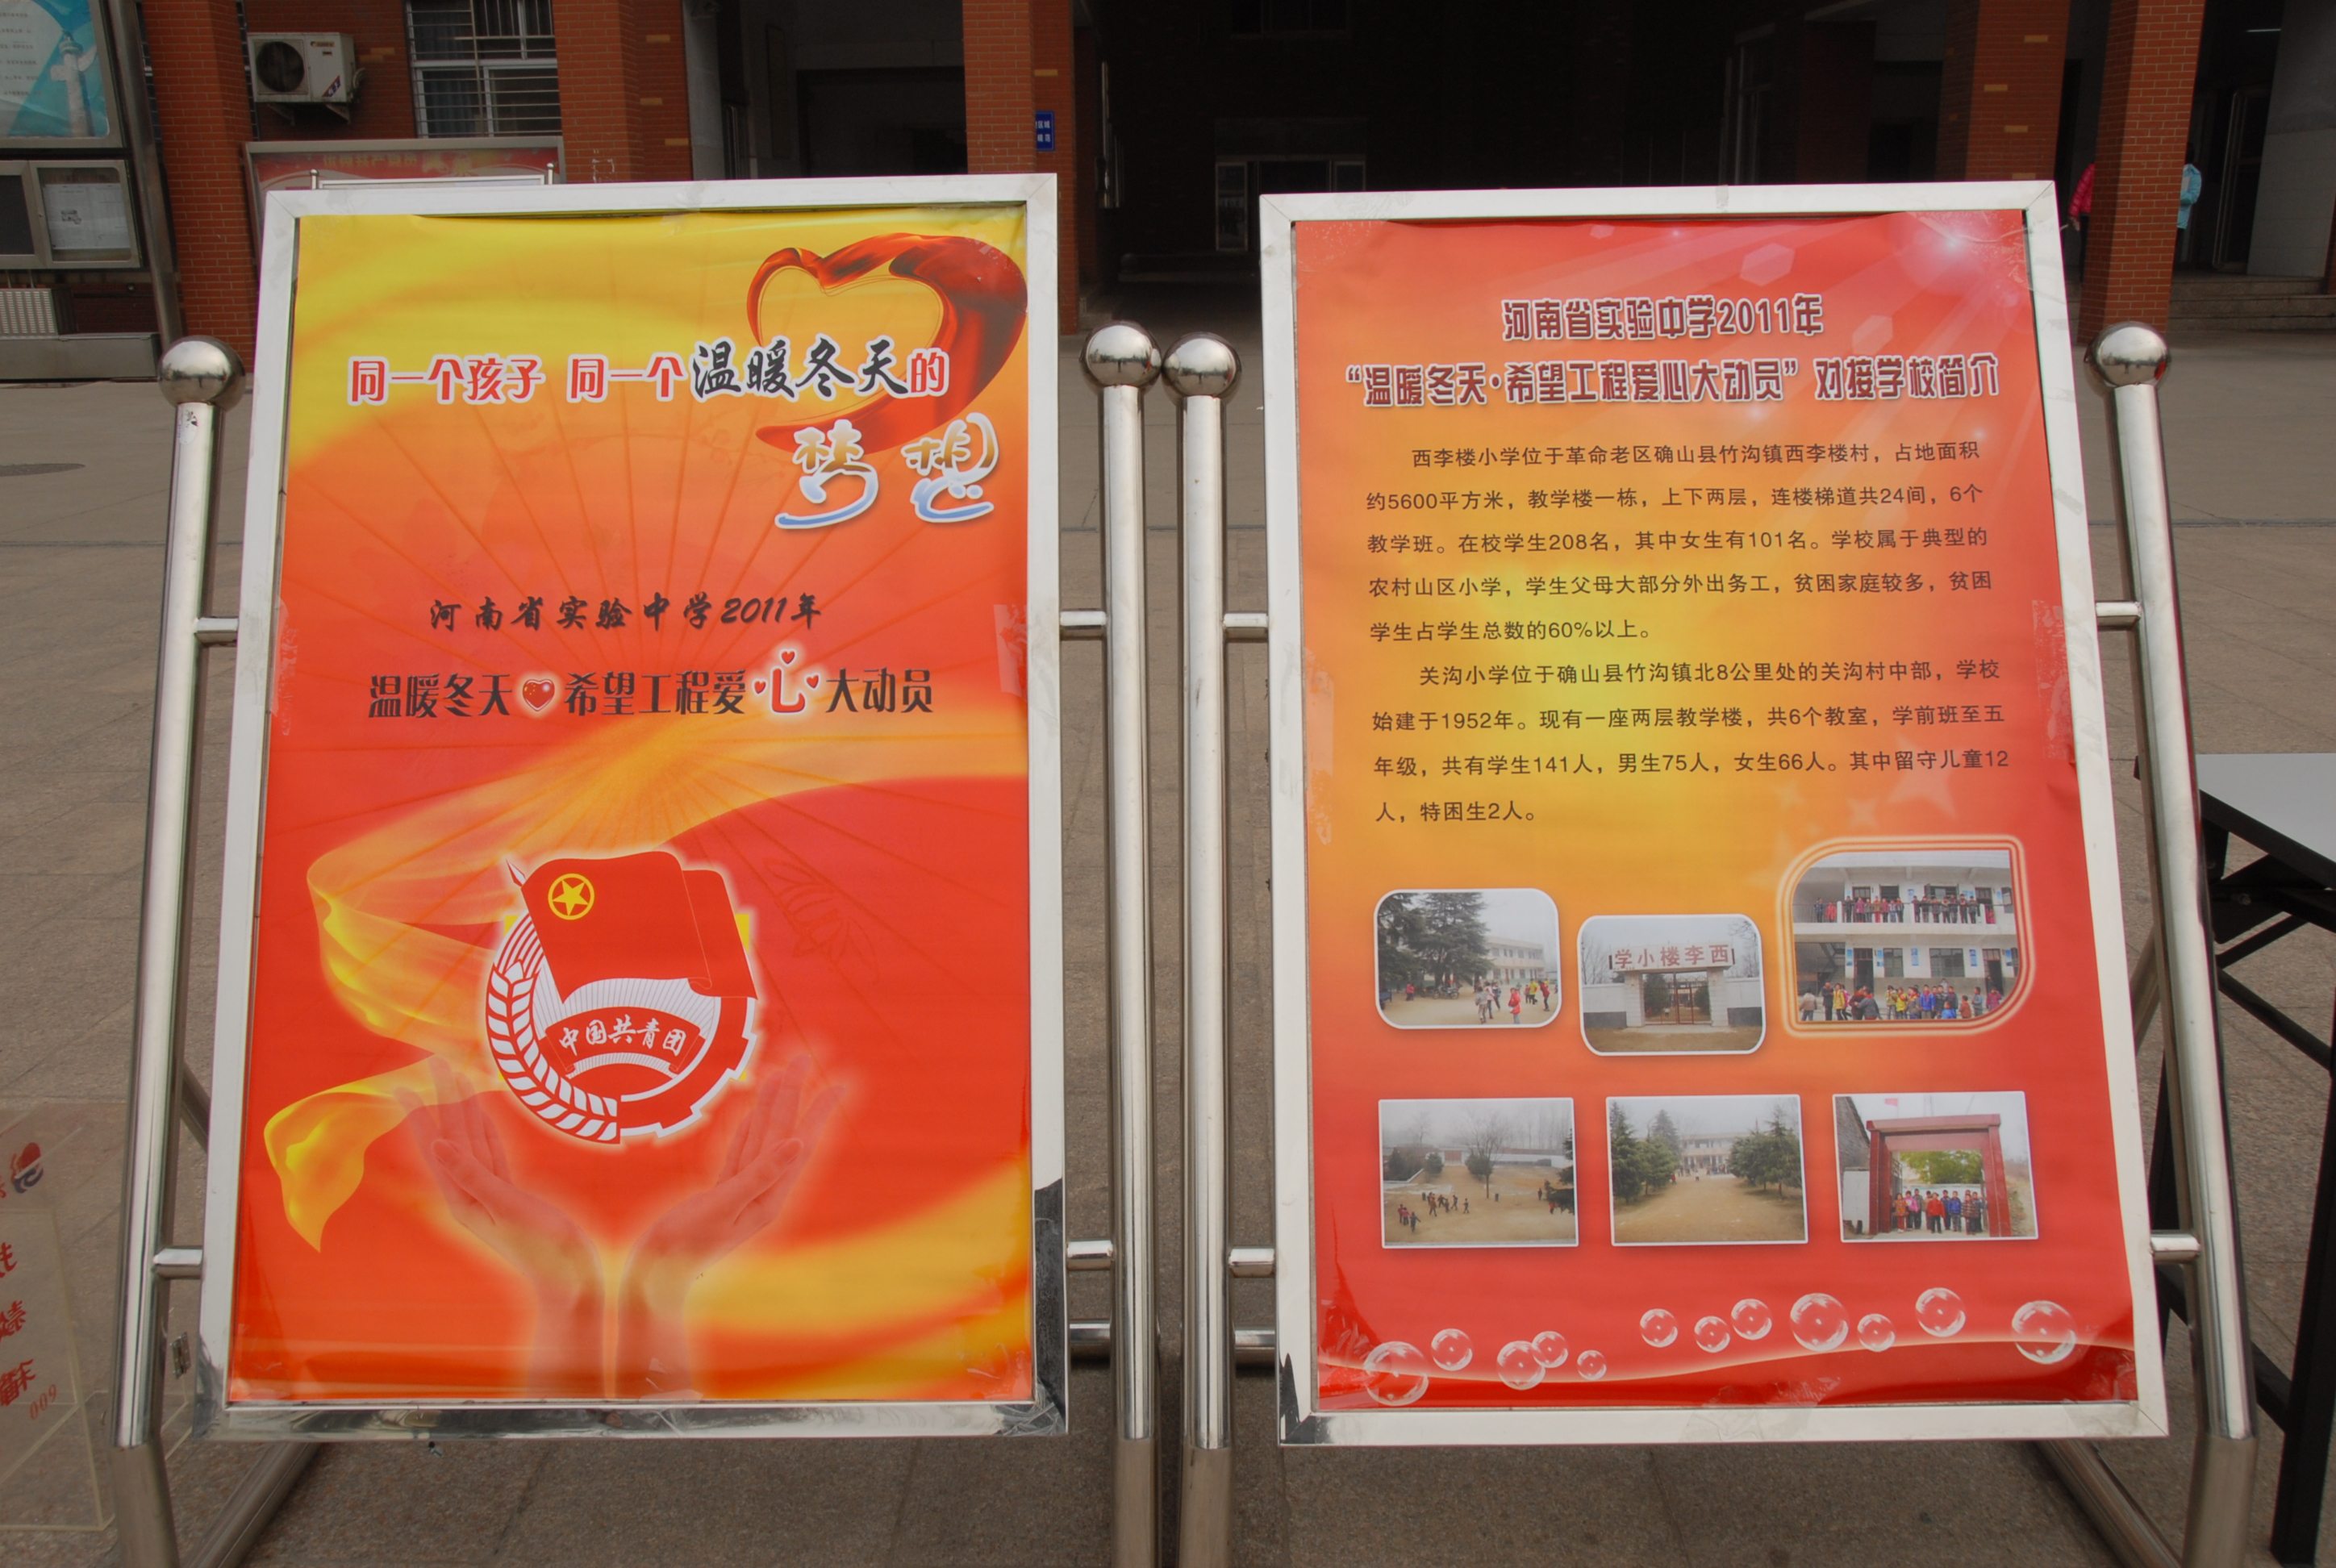 同一个孩子 同一个温暖冬天的
梦想
河南省实验中学2011年
温暖冬天希望工程爱心大动员
中国共青团
河南省实验中学2011年
“温暖冬天·希望工程爱心大动员”对接学校简介
西李楼小学位于革命老区确山县竹沟镇西李楼村，占地面积
约5600平方米，教学楼一栋，上下两层，连楼梯道共24间，6个
教学班。在校学生208名，其中女生有101名。学校属于典型的
农村山区小学，学生父母大部分外出务工，贫困家庭较多，贫困
学生占学生总数的60%以上。
关沟小学位于确山县竹沟镇北8公里处的关沟村中部，学校
始建于1952年。现有一座两层教学楼，共6个教室，学前班至五
年级，共有学生141人，男生75人，女生66人。其中留守儿童12
人，特困生2人。
学小楼李西